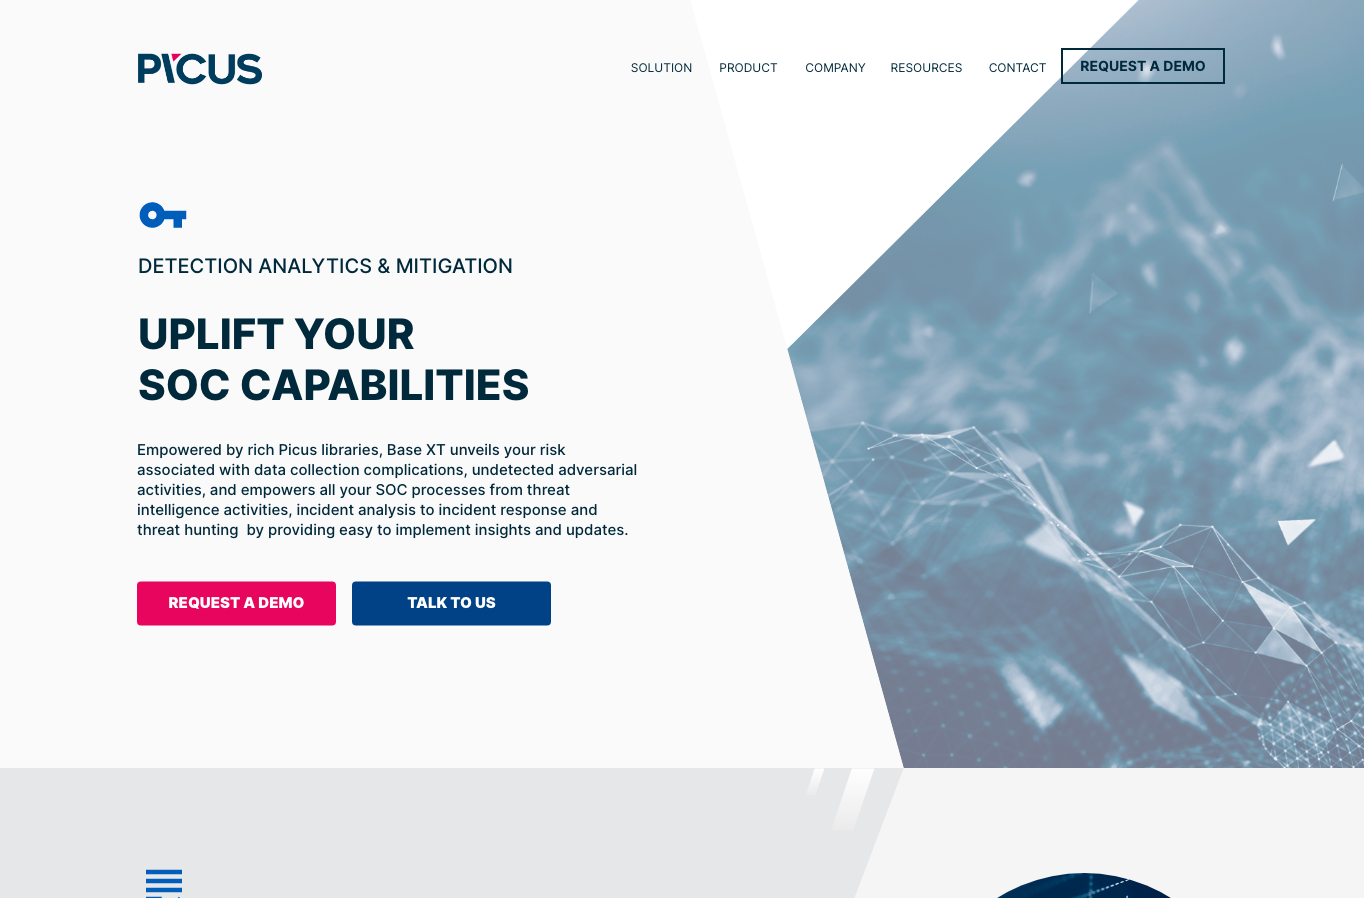 PICUS
SOLUTION
PRODUCT
COMPANY
RESOURCES
CONTACT
REQUEST A DEMO
DETECTION ANALYTICS & MITIGATION
UPLIFT YOUR
SOC CAPABILITIES
Empowered by rich Picus libraries, Base XT unveils your risk
associated with data collection complications, undetected adversarial
activities, and empowers all your SOC processes from threat
intelligence activities, incident analysis to incident response and
threat hunting  by providing easy to implement insights and updates.
REQUEST A DEMO
TALK TO US